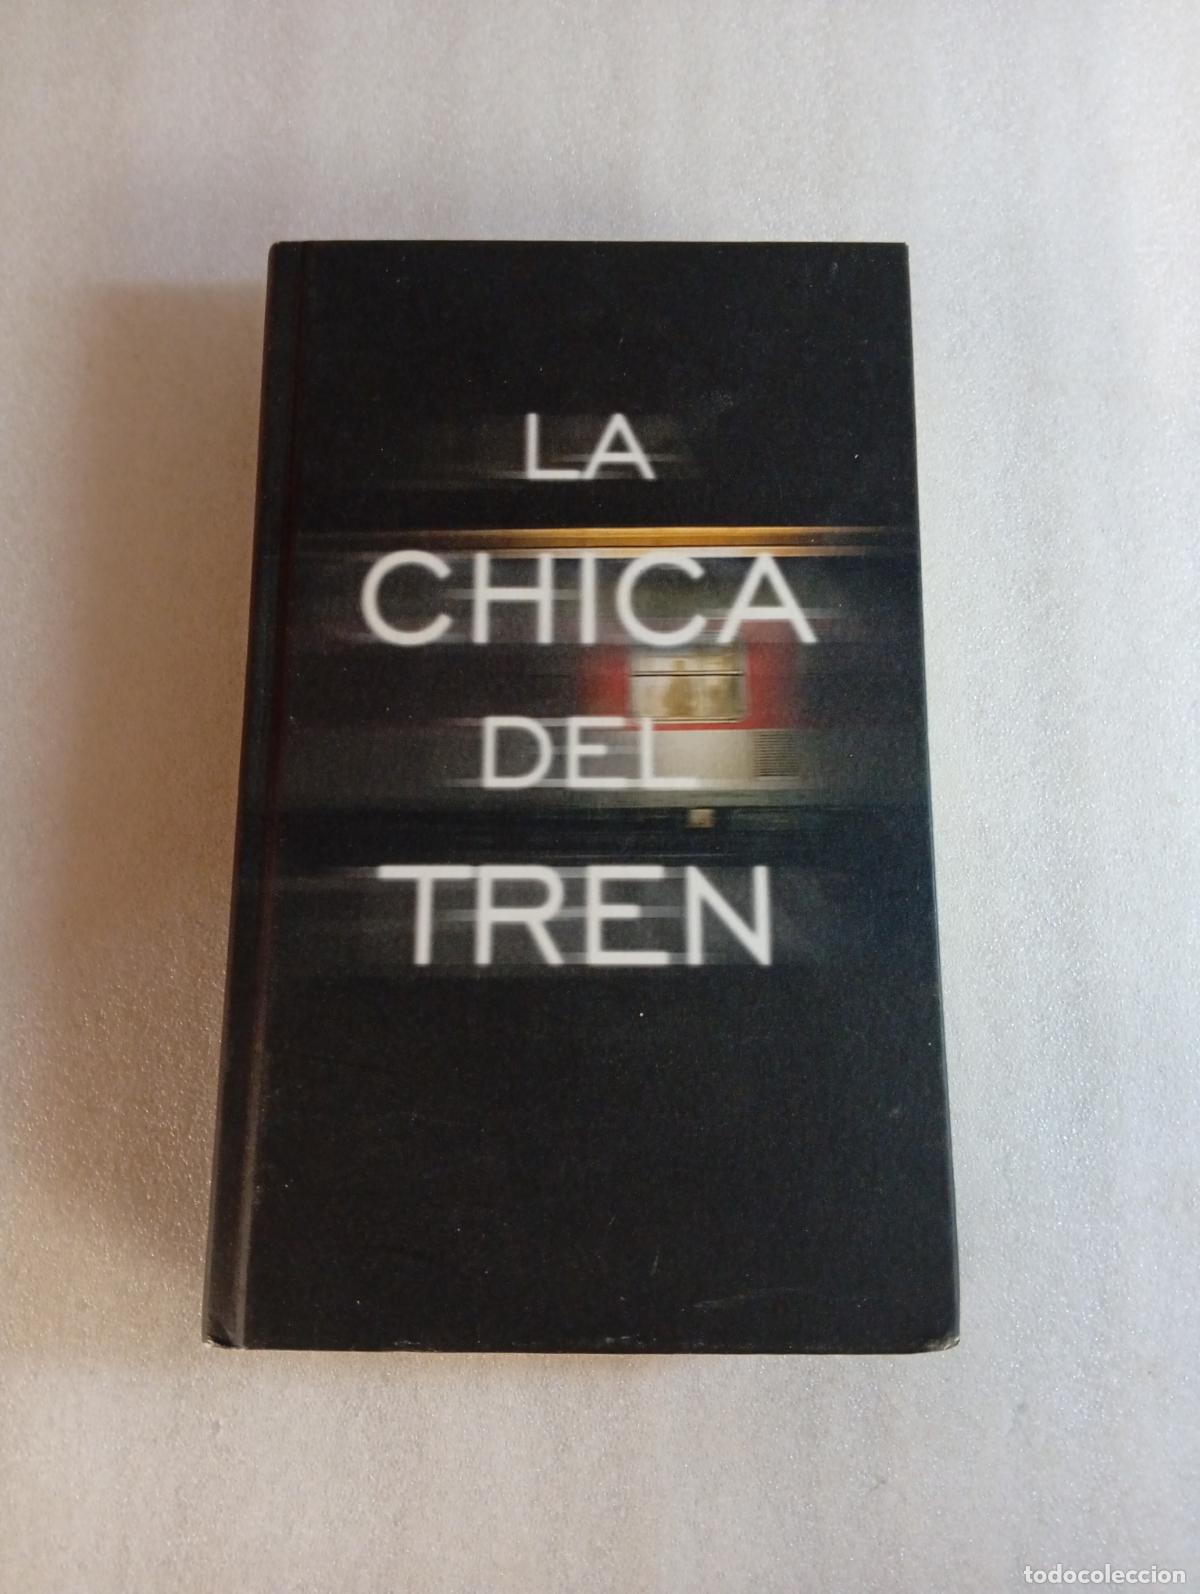 LA
CHICA
DEL
TREN
todocoleccion